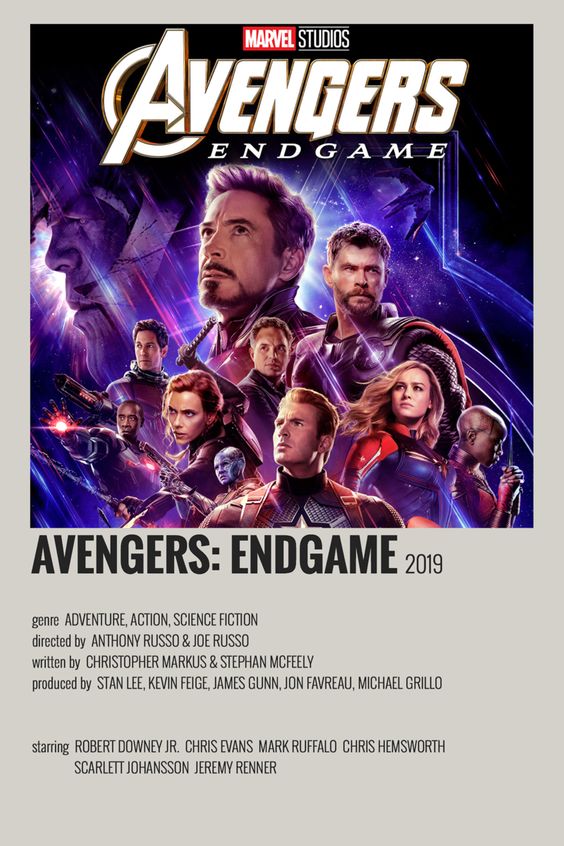 MARVEL STUDIOS
AVENGERS
ENDGAME
AVENGERS: ENDGAME 2019
genre ADVENTURE, ACTION, SCIENCE FICTION
directed by ANTHONY RUSSO & JOE RUSSO
written by CHRISTOPHER MARKUS & STEPHAN MCFEELY
produced by STAN LEE, KEVIN FEIGE, JAMES GUNN, JON FAVREAU, MICHAEL GRILLO
starring ROBERT DOWNEY JR. CHRIS EVANS MARK RUFFALO CHRIS HEMSWORTH
SCARLETT JOHANSSON JEREMY RENNER